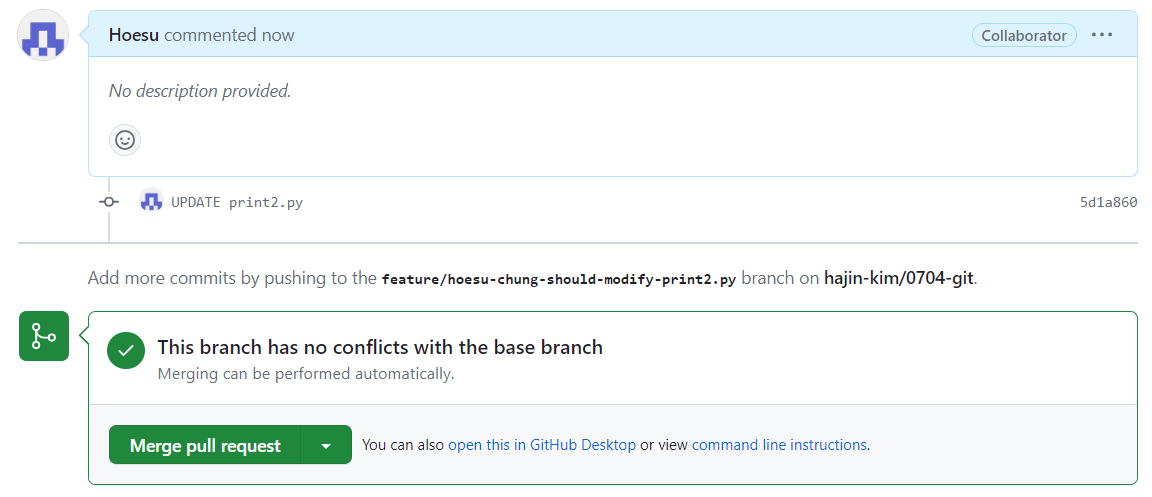 Hoesu commented now Collaborator
No description provided.
UPDATE print2.py 5d1a860
Add more commits by pushing to the feature/hoesu-chung-should-modify-print2.py branch on hajin-kim/0704-git.
This branch has no conflicts with the base branch
Merging can be performed automatically.
Merge pull request You can also open this in GitHub Desktop or view command line instructions.